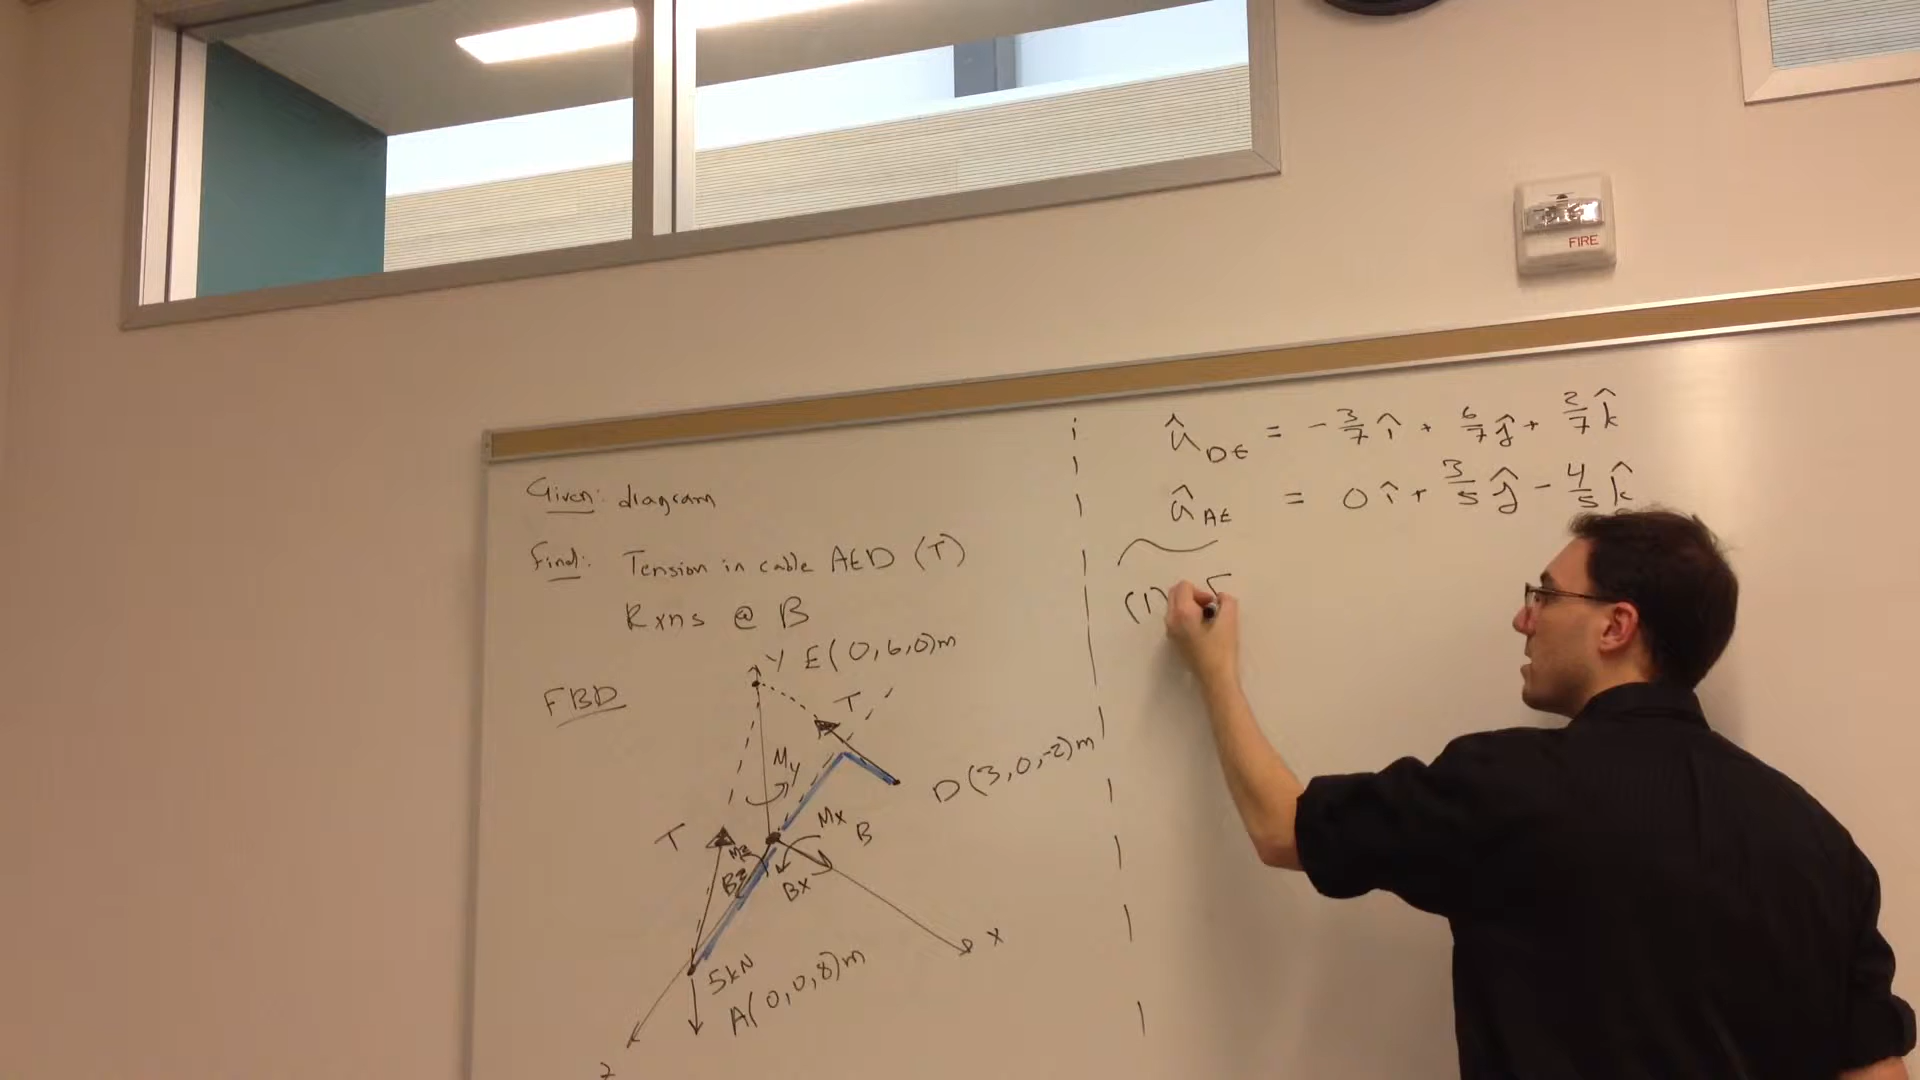 FIRE
Given: diagram
Find: Tension in cable AED (T)
Rxns @ B
FBD
Y E(0,6,0)m
T
My
D(3,0,-2)m
Mx B
T
Mz
Bz
Bx
x
5kN
A(0,0,8)m
z
û_DE = -3/7 î + 6/7 ĵ + 2/7 k̂
û_AE = 0 î + 3/5 ĵ - 4/5 k̂
(1)